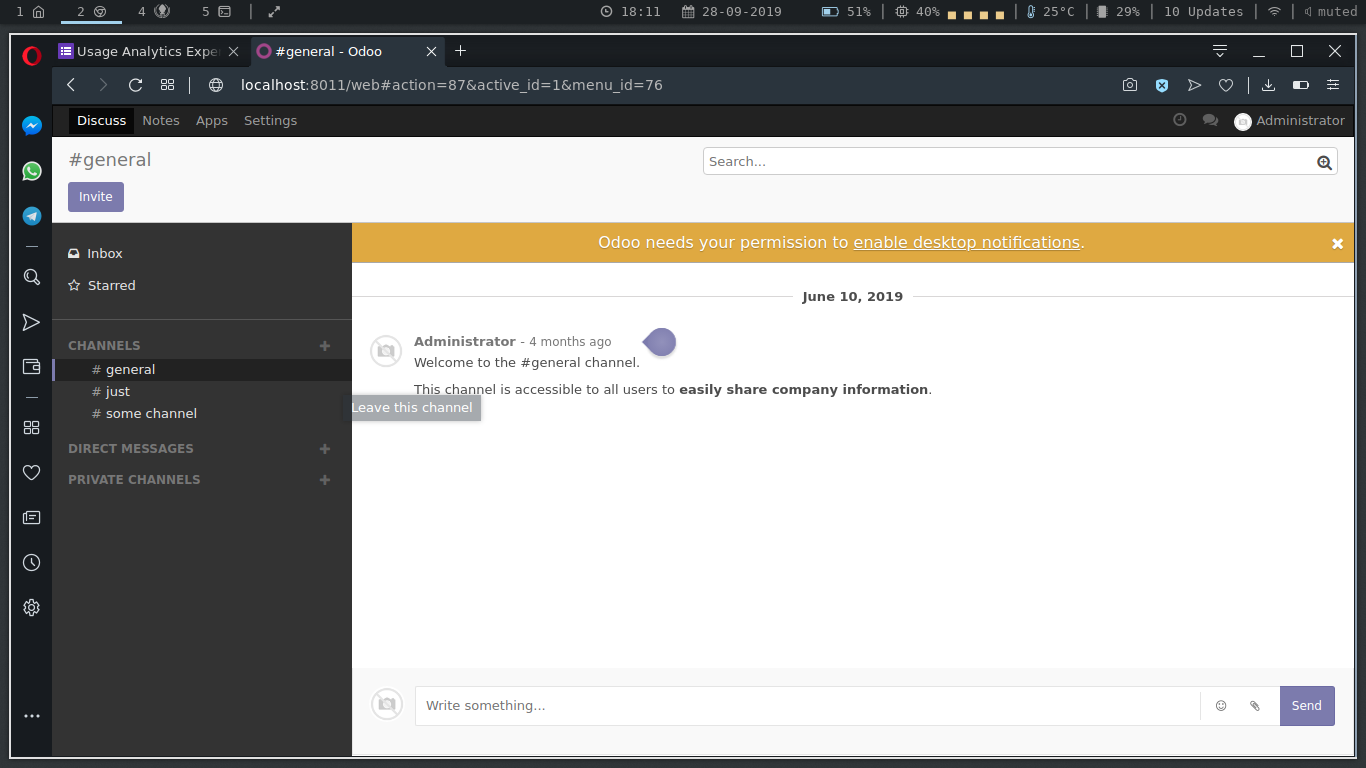 1 2 4 5 18:11 28-09-2019 51% 40% 25°C 29% 10 Updates muted
Usage Analytics Expe #general - Odoo
localhost:8011/web#action=87&active_id=1&menu_id=76
Discuss Notes Apps Settings Administrator
#general
Search...
Invite
Odoo needs your permission to enable desktop notifications.
Inbox
Starred
CHANNELS
# general
# just
# some channel
DIRECT MESSAGES
PRIVATE CHANNELS
June 10, 2019
Administrator - 4 months ago
Welcome to the #general channel.
This channel is accessible to all users to easily share company information.
Leave this channel
Write something...
Send